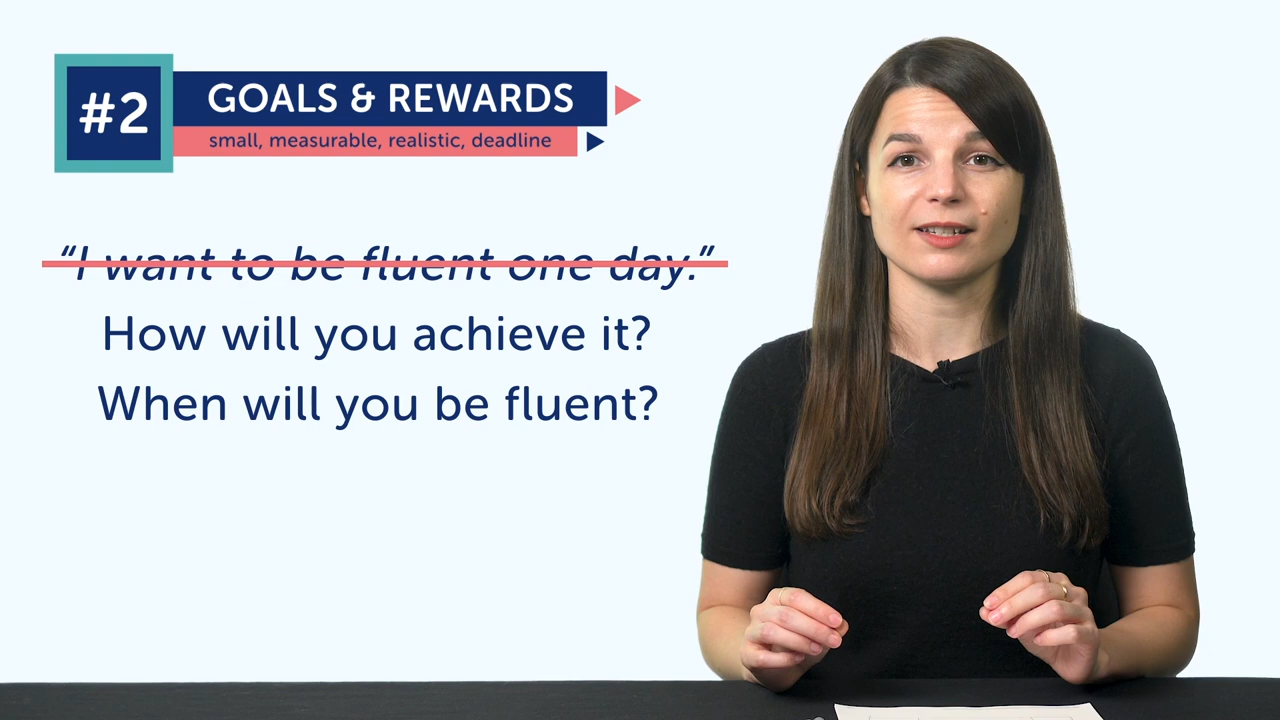 #2
GOALS & REWARDS
small, measurable, realistic, deadline
“I want to be fluent one day.”
How will you achieve it?
When will you be fluent?